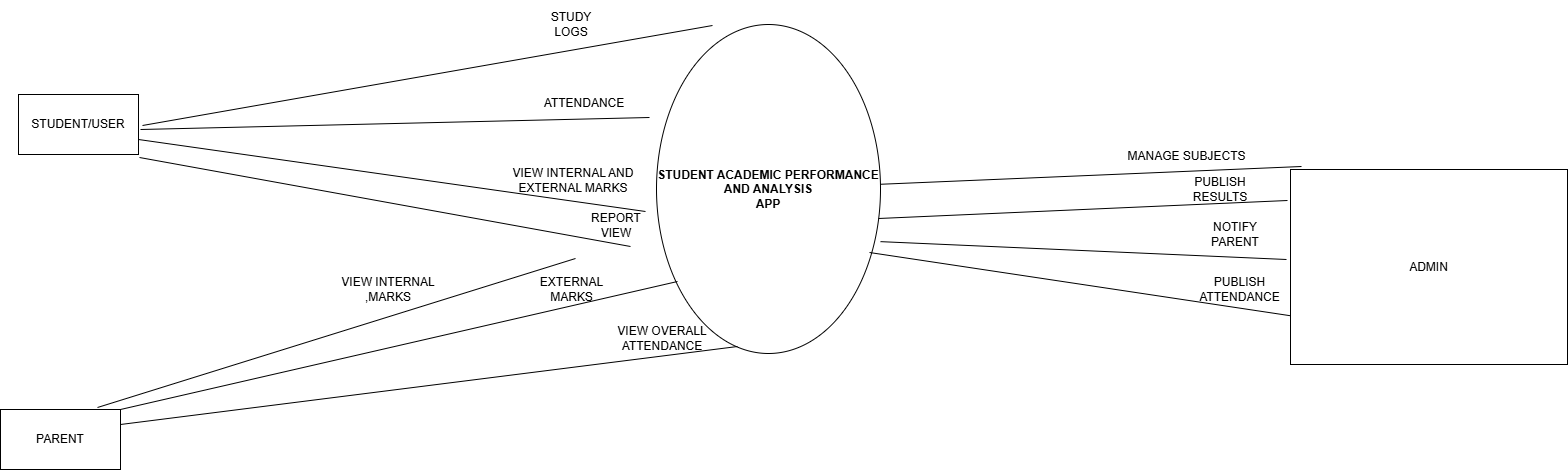 STUDY
LOGS
STUDENT/USER
ATTENDANCE
VIEW INTERNAL AND
EXTERNAL MARKS
REPORT
VIEW
STUDENT ACADEMIC PERFORMANCE
AND ANALYSIS
APP
MANAGE SUBJECTS
PUBLISH
RESULTS
NOTIFY
PARENT
PUBLISH
ATTENDANCE
ADMIN
VIEW INTERNAL
,MARKS
EXTERNAL
MARKS
VIEW OVERALL
ATTENDANCE
PARENT